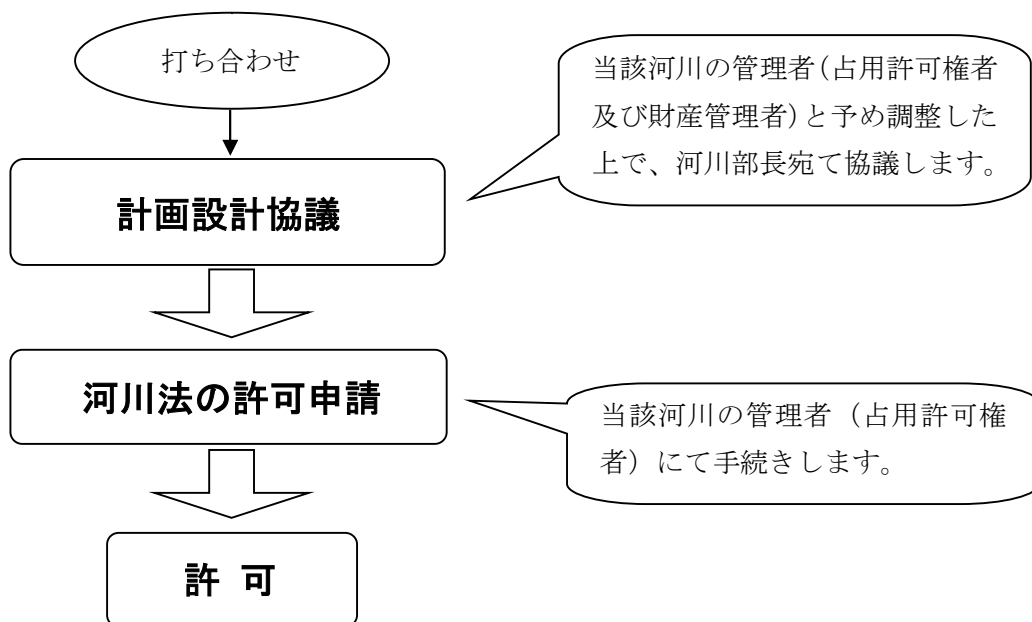 打ち合わせ
当該河川の管理者(占用許可権者
及び財産管理者)と予め調整した
上で、河川部長宛て協議します。
計画設計協議
河川法の許可申請
当該河川の管理者（占用許可権
者）にて手続きします。
許 可